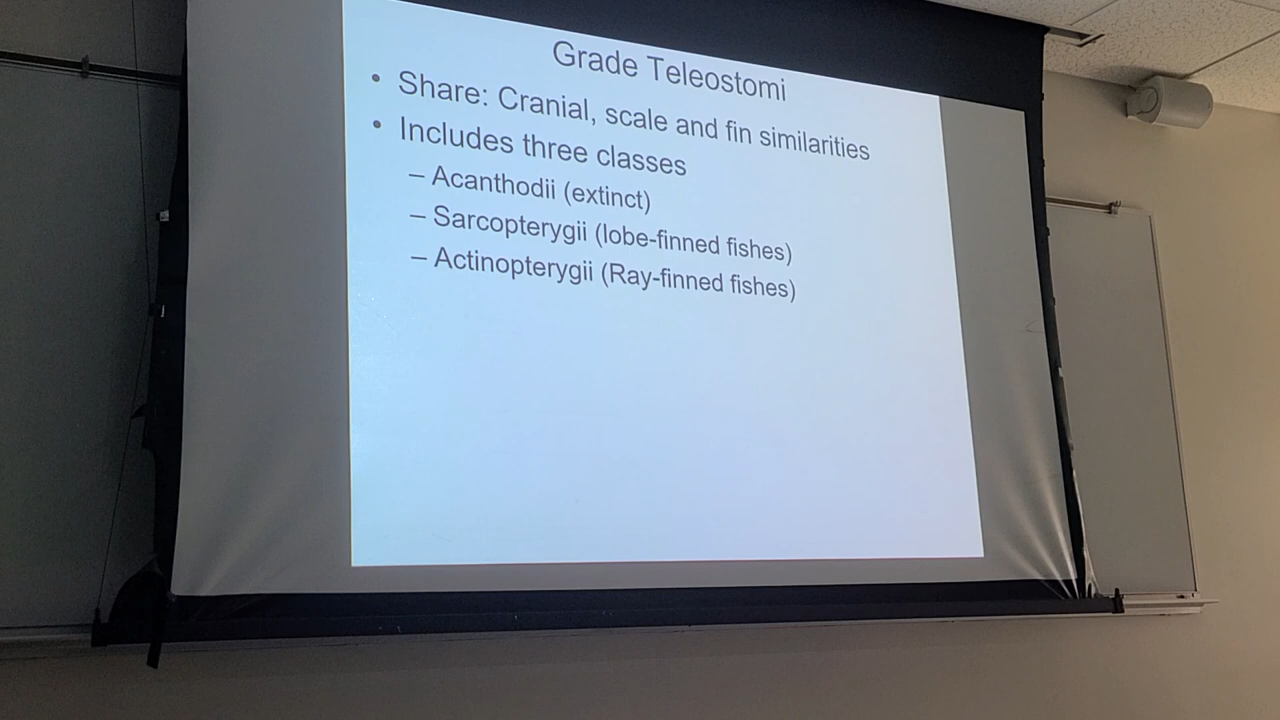 Grade Teleostomi
• Share: Cranial, scale and fin similarities
• Includes three classes
– Acanthodii (extinct)
– Sarcopterygii (lobe-finned fishes)
– Actinopterygii (Ray-finned fishes)